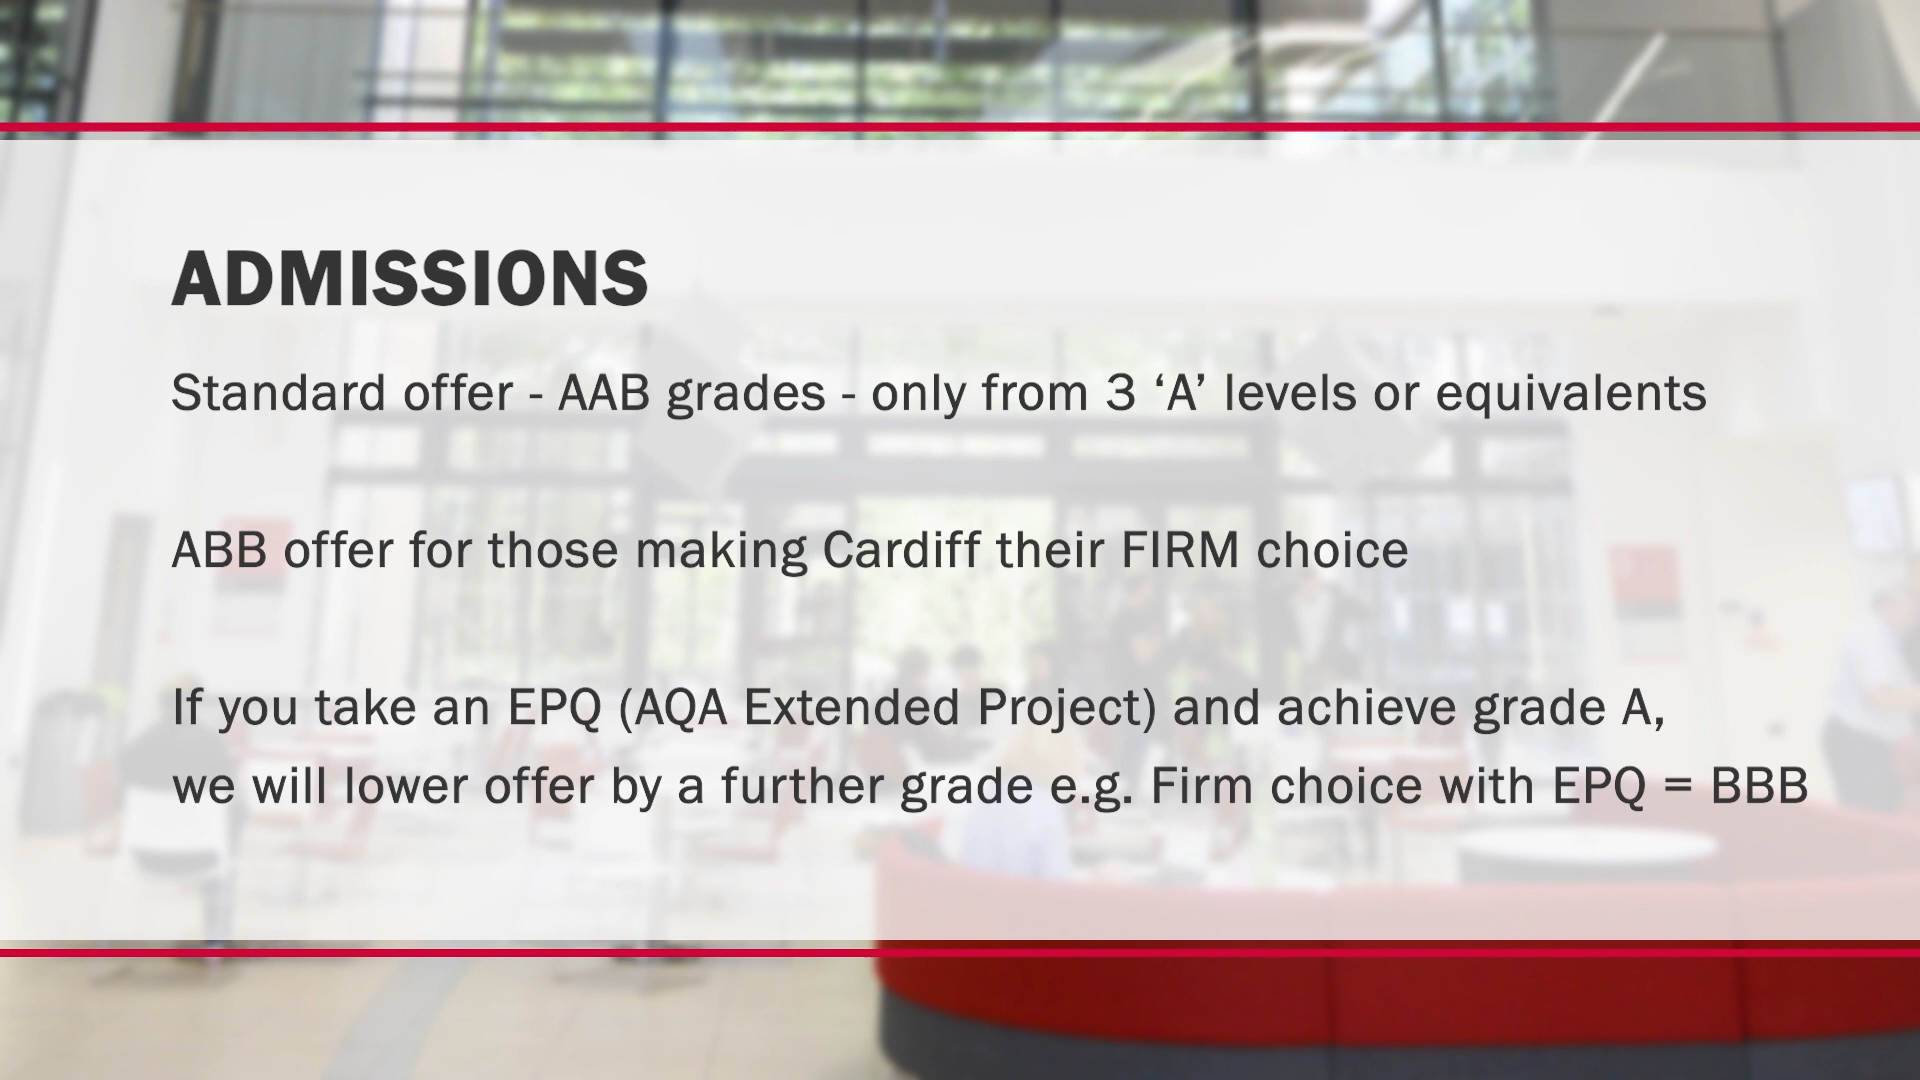 ADMISSIONS
Standard offer - AAB grades - only from 3 ‘A’ levels or equivalents
ABB offer for those making Cardiff their FIRM choice
If you take an EPQ (AQA Extended Project) and achieve grade A,
we will lower offer by a further grade e.g. Firm choice with EPQ = BBB